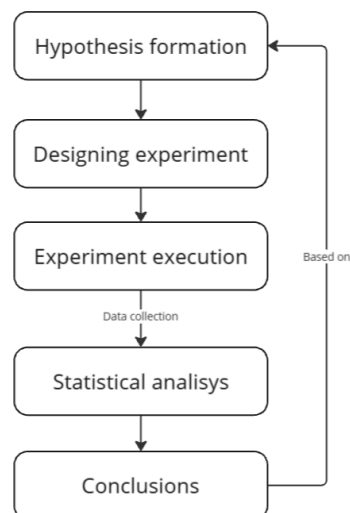 Hypothesis formation
Designing experiment
Experiment execution
Based on
Data collection
Statistical analisys
Conclusions